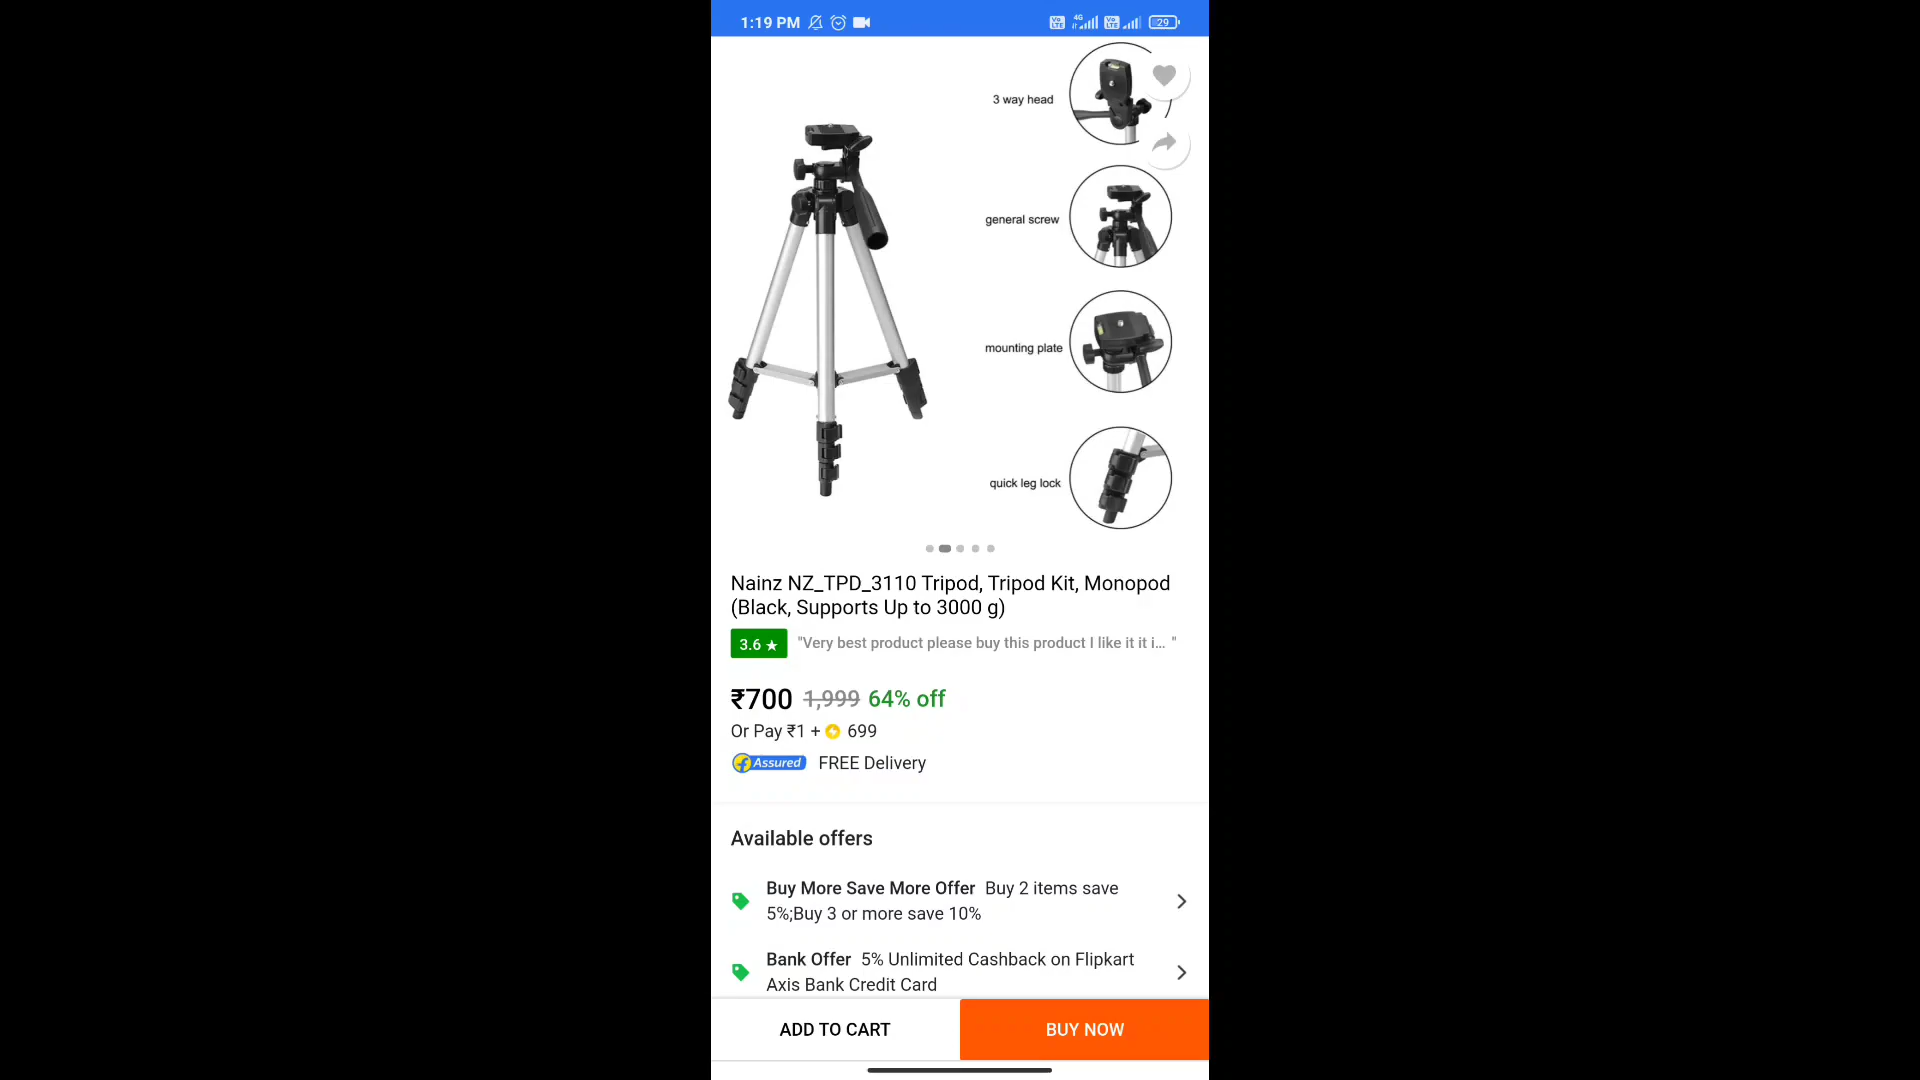 1:19 PM
4G
29
3 way head
general screw
mounting plate
quick leg lock
Nainz NZ_TPD_3110 Tripod, Tripod Kit, Monopod
(Black, Supports Up to 3000 g)
3.6 ★ "Very best product please buy this product I like it it i... "
₹700 1,999 64% off
Or Pay ₹1 + 699
Assured FREE Delivery
Available offers
Buy More Save More Offer Buy 2 items save
5%;Buy 3 or more save 10%
Bank Offer 5% Unlimited Cashback on Flipkart
Axis Bank Credit Card
ADD TO CART
BUY NOW